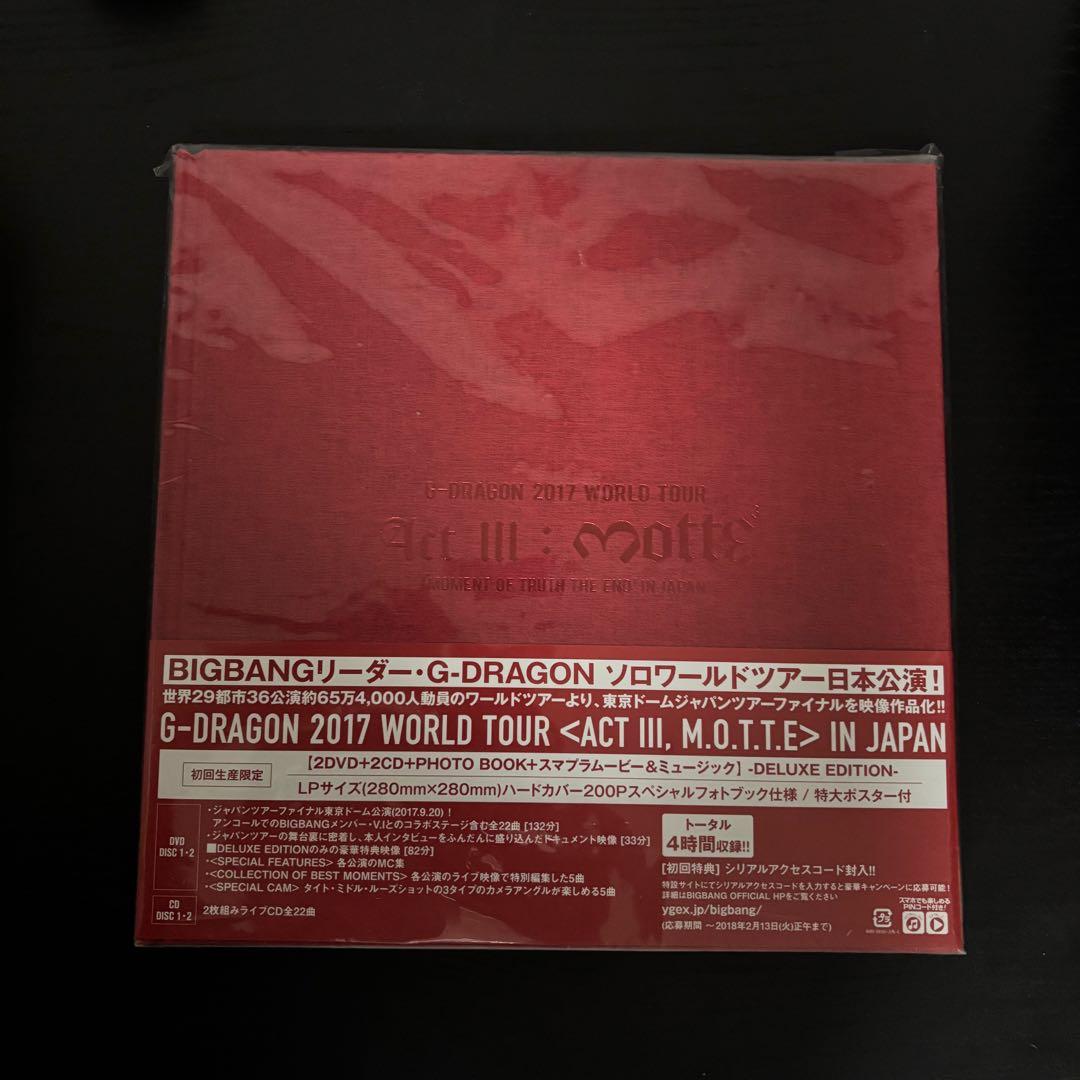 G-DRAGON 2017 WORLD TOUR
Act III : Motte
'MOMENT OF TRUTH THE END' IN JAPAN
BIGBANGリーダー・G-DRAGON ソロワールドツアー日本公演！
世界29都市36公演約65万4,000人動員のワールドツアーより、東京ドームジャパンツアーファイナルを映像作品化!!
G-DRAGON 2017 WORLD TOUR <ACT III, M.O.T.T.E> IN JAPAN
初回生産限定
【2DVD+2CD+PHOTO BOOK+スマプラムービー&ミュージック】-DELUXE EDITION-
LPサイズ(280mm×280mm)ハードカバー200Pスペシャルフォトブック仕様 / 特大ポスター付
DVD
DISC 1・2
・ジャパンツアーファイナル東京ドーム公演(2017.9.20)！
アンコールでのBIGBANGメンバー・V.Iとのコラボステージ含む全22曲 [132分]
・ジャパンツアーの舞台裏に密着し、本人インタビューをふんだんに盛り込んだドキュメント映像 [33分]
■DELUXE EDITIONのみの豪華特典映像 [82分]
・<SPECIAL FEATURES> 各公演のMC集
・<COLLECTION OF BEST MOMENTS> 各公演のライブ映像で特別編集した5曲
・<SPECIAL CAM> タイト・ミドル・ルーズショットの3タイプのカメラアングルが楽しめる5曲
CD
DISC 1・2
2枚組みライブCD全22曲
トータル
4時間収録!!
[初回特典] シリアルアクセスコード封入!!
特設サイトにてシリアルアクセスコードを入力すると豪華キャンペーンに応募可能！
詳細はBIGBANG OFFICIAL HPをご覧ください
ygex.jp/bigbang/
(応募期間 〜2018年2月13日(火)正午まで)
スマホでも楽しめる
PINコード付き！